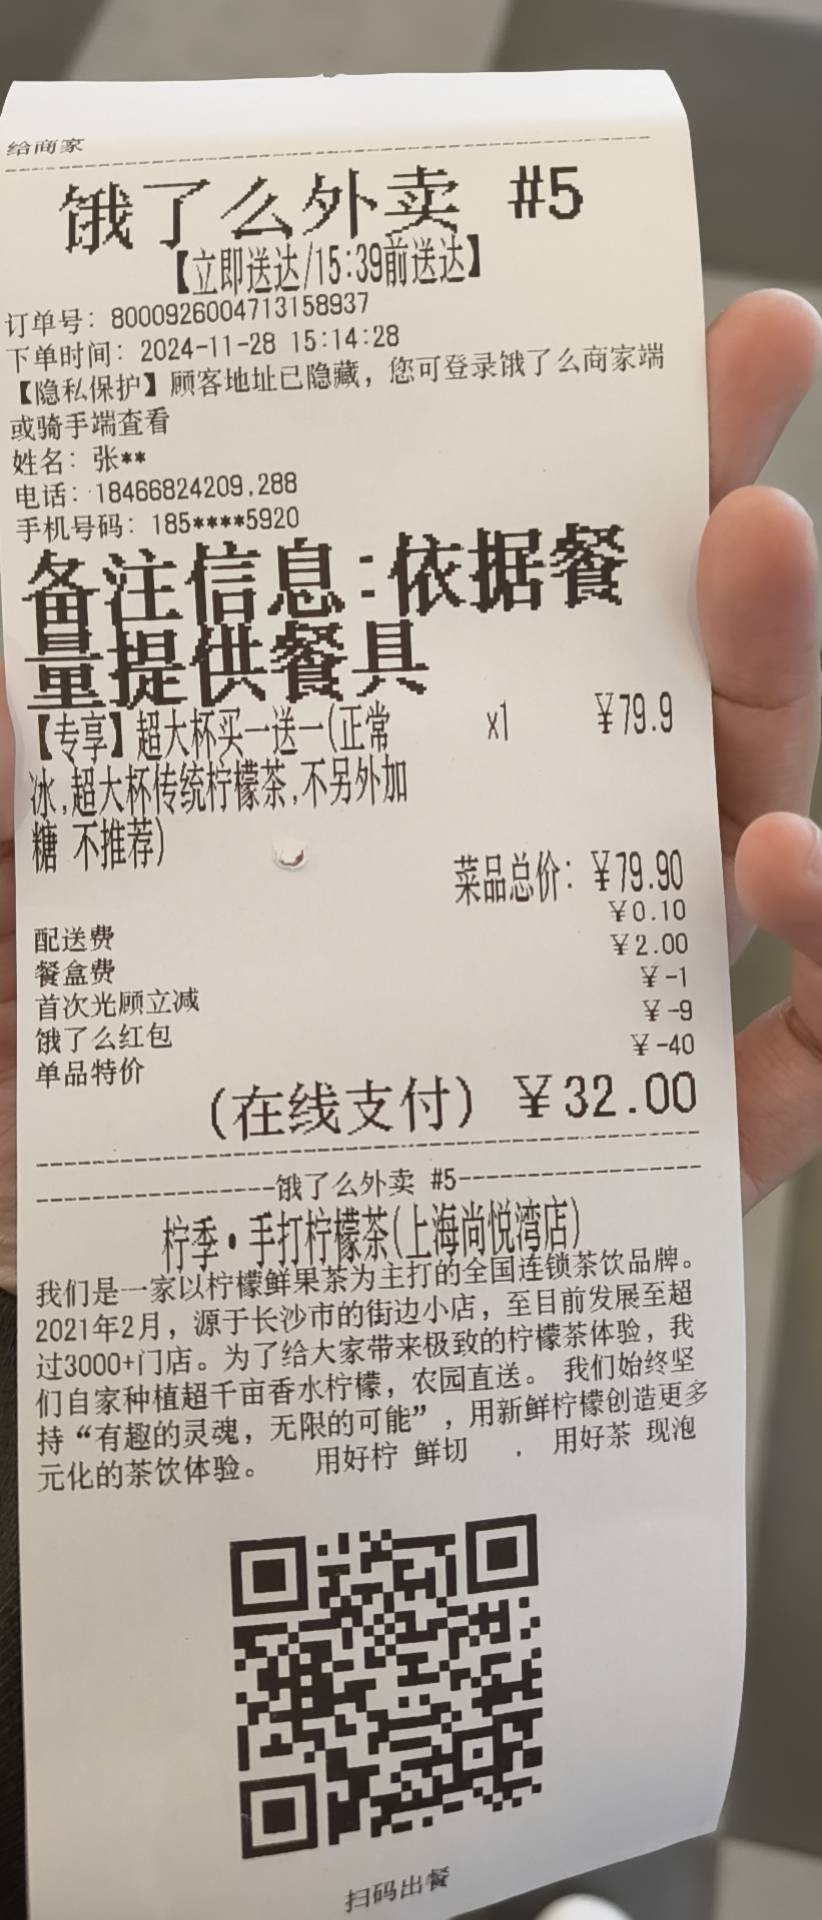 给商家
饿了么外卖 #5
【立即送达/15:39前送达】
订单号: 8000926004713158937
下单时间: 2024-11-28 15:14:28
【隐私保护】顾客地址已隐藏，您可登录饿了么商家端
或骑手端查看
姓名: 张**
电话: 18466824209,288
手机号码: 185****5920
备注信息:依据餐
量提供餐具
【专享】超大杯买一送一(正常 x1 ￥79.9
冰,超大杯传统柠檬茶,不另外加
糖 不推荐)
菜品总价: ￥79.90
配送费 ￥0.10
餐盒费 ￥2.00
首次光顾立减 ￥-1
饿了么红包 ￥-9
单品特价 ￥-40
(在线支付) ￥32.00
饿了么外卖 #5
柠季•手打柠檬茶(上海尚悦湾店)
我们是一家以柠檬鲜果茶为主打的全国连锁茶饮品牌。
2021年2月，源于长沙市的街边小店，至目前发展至超
过3000+门店。为了给大家带来极致的柠檬茶体验，我
们自家种植超千亩香水柠檬，农园直送。 我们始终坚
持“有趣的灵魂，无限的可能”，用新鲜柠檬创造更多
元化的茶饮体验。 用好柠 鲜切 . 用好茶 现泡
扫码出餐